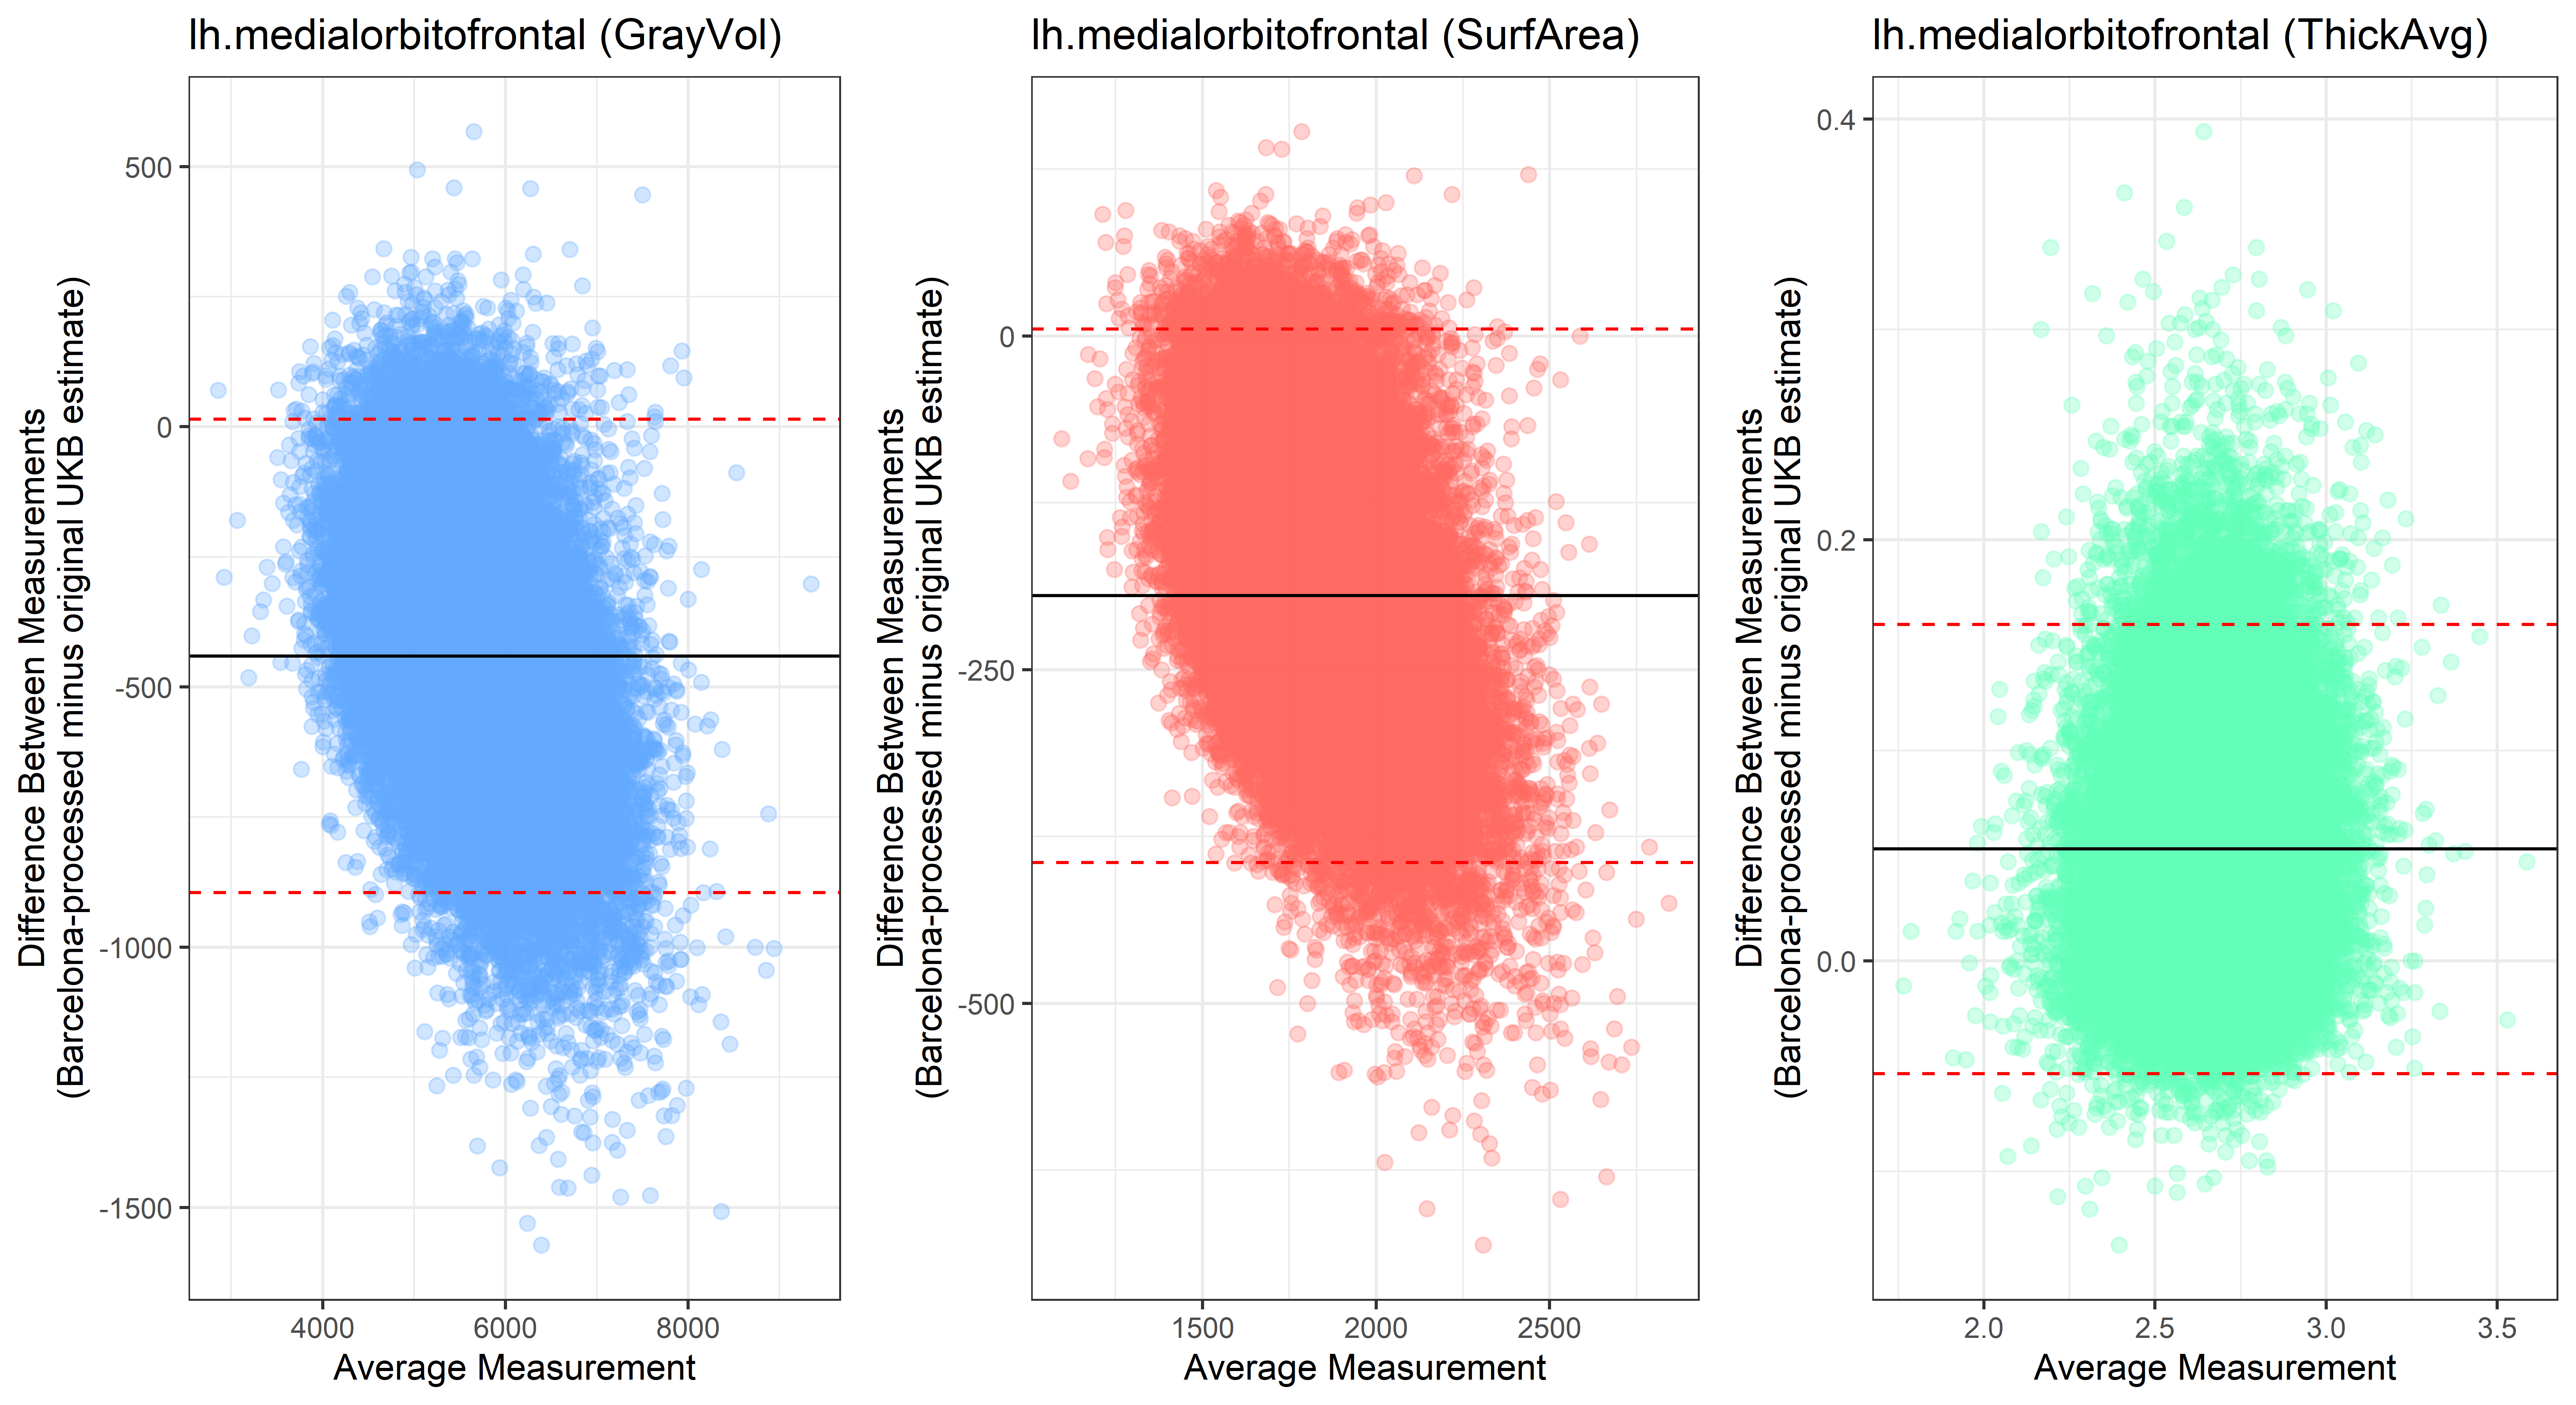 lh.medialorbitofrontal (GrayVol)
Difference Between Measurements
(Barcelona-processed minus original UKB estimate)
500
0
-500
-1000
-1500
4000 6000 8000
Average Measurement
lh.medialorbitofrontal (SurfArea)
Difference Between Measurements
(Barcelona-processed minus original UKB estimate)
0
-250
-500
1500 2000 2500
Average Measurement
lh.medialorbitofrontal (ThickAvg)
Difference Between Measurements
(Barcelona-processed minus original UKB estimate)
0.4
0.2
0.0
2.0 2.5 3.0 3.5
Average Measurement